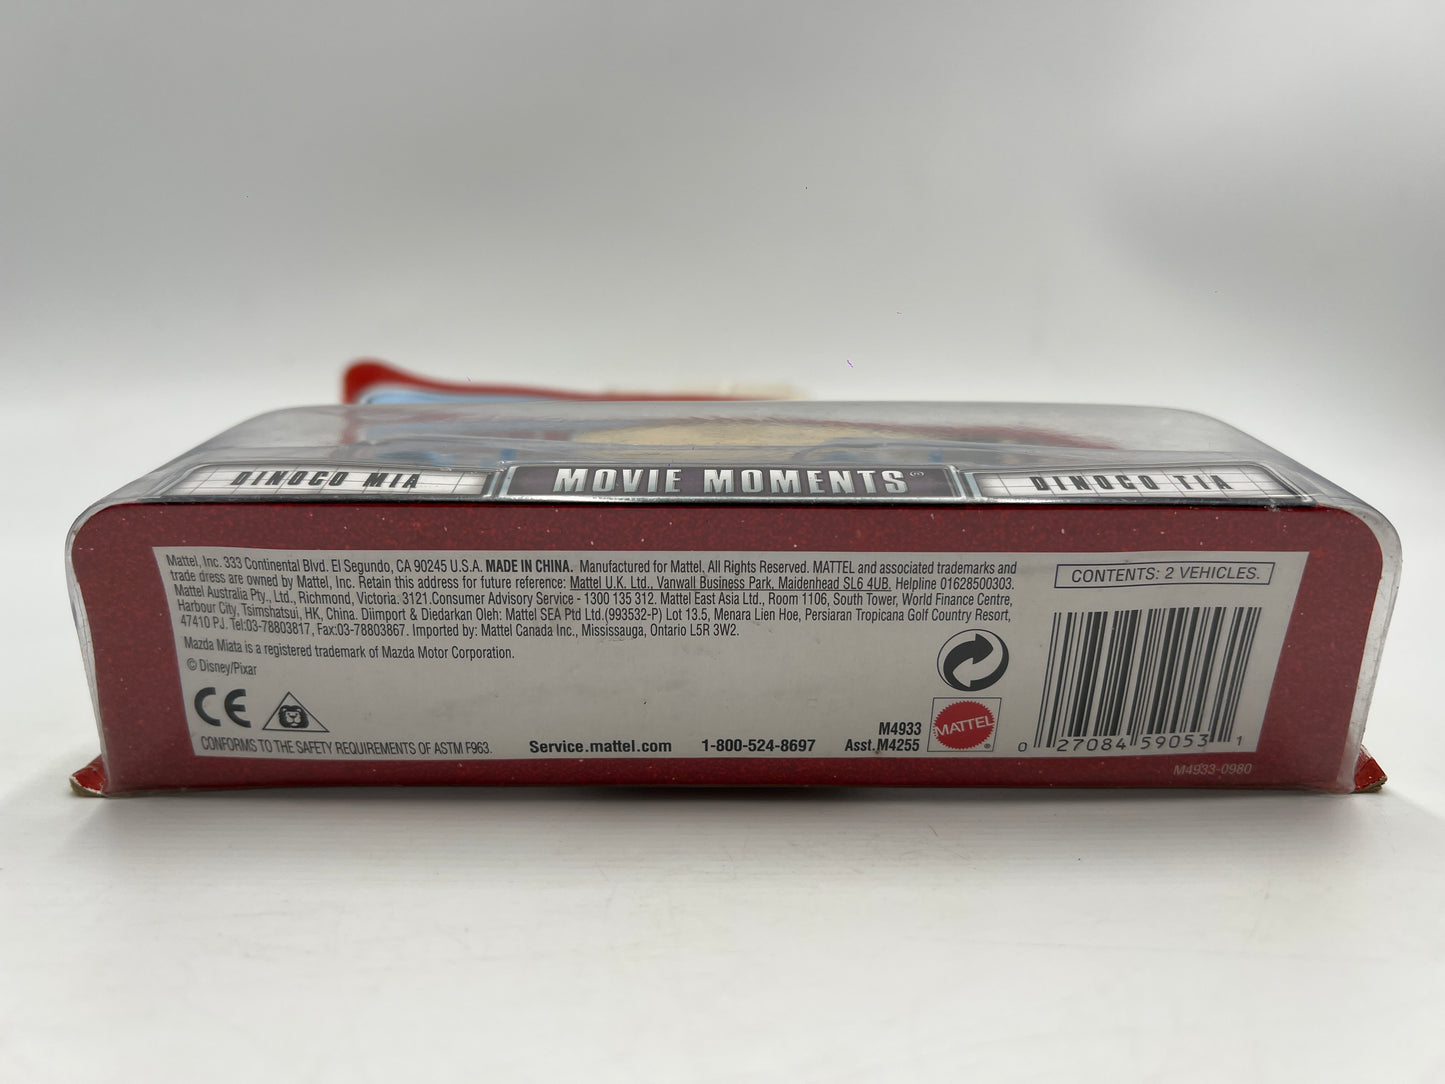 DINOCO MIA
MOVIE MOMENTS
DINOCO TIA
Mattel, Inc. 333 Continental Blvd. El Segundo, CA 90245 U.S.A. MADE IN CHINA. Manufactured for Mattel. All Rights Reserved. MATTEL and associated trademarks and
trade dress are owned by Mattel, Inc. Retain this address for future reference: Mattel U.K. Ltd., Vanwall Business Park, Maidenhead SL6 4UB. Helpline 01628500303.
Mattel Australia Pty., Ltd., Richmond, Victoria. 3121.Consumer Advisory Service - 1300 135 312. Mattel East Asia Ltd., Room 1106, South Tower, World Finance Centre,
Harbour City, Tsimshatsui, HK, China. Diimport & Diedarkan Oleh: Mattel SEA Ptd Ltd.(993532-P) Lot 13.5, Menara Lien Hoe, Persiaran Tropicana Golf Country Resort,
47410 PJ. Tel:03-78803817, Fax:03-78803867. Imported by: Mattel Canada Inc., Mississauga, Ontario L5R 3W2.
Mazda Miata is a registered trademark of Mazda Motor Corporation.
© Disney/Pixar
CE
CONFORMS TO THE SAFETY REQUIREMENTS OF ASTM F963.
Service.mattel.com
1-800-524-8697
M4933
Asst.M4255
MATTEL
®
CONTENTS: 2 VEHICLES.
0 27084 59053 1
M4933-0980